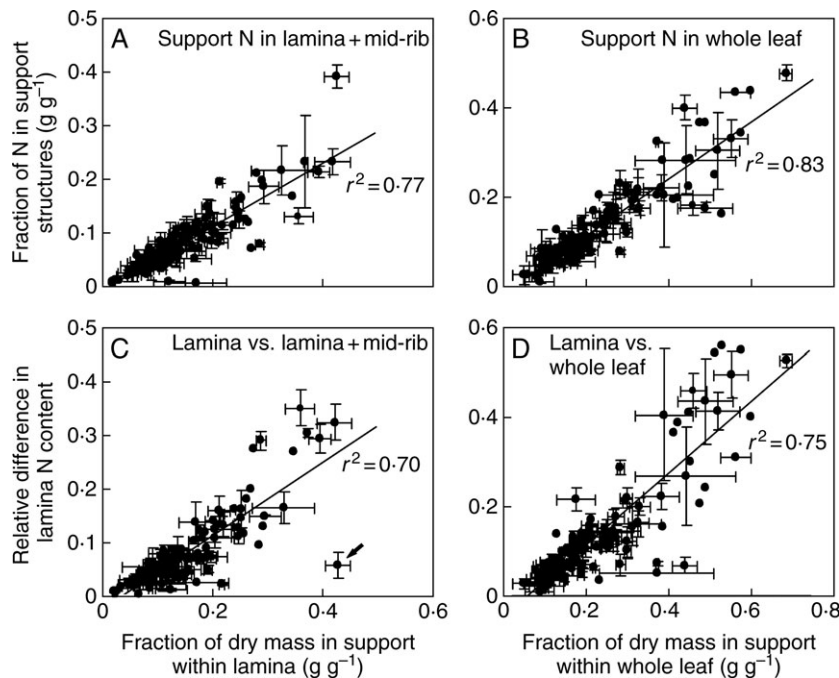 A Support N in lamina + mid-rib
B Support N in whole leaf
Fraction of N in support
structures (g g⁻¹)
0·5
0·4
0·3
0·2
0·1
0
r² = 0·77
0·6
0·4
0·2
0
r² = 0·83
C Lamina vs. lamina + mid-rib
D Lamina vs.
whole leaf
Relative difference in
lamina N content
0·5
0·4
0·3
0·2
0·1
0
r² = 0·70
0·6
0·4
0·2
0
r² = 0·75
0 0·2 0·4 0·6
0 0·2 0·4 0·6 0·8
Fraction of dry mass in support
within lamina (g g⁻¹)
Fraction of dry mass in support
within whole leaf (g g⁻¹)